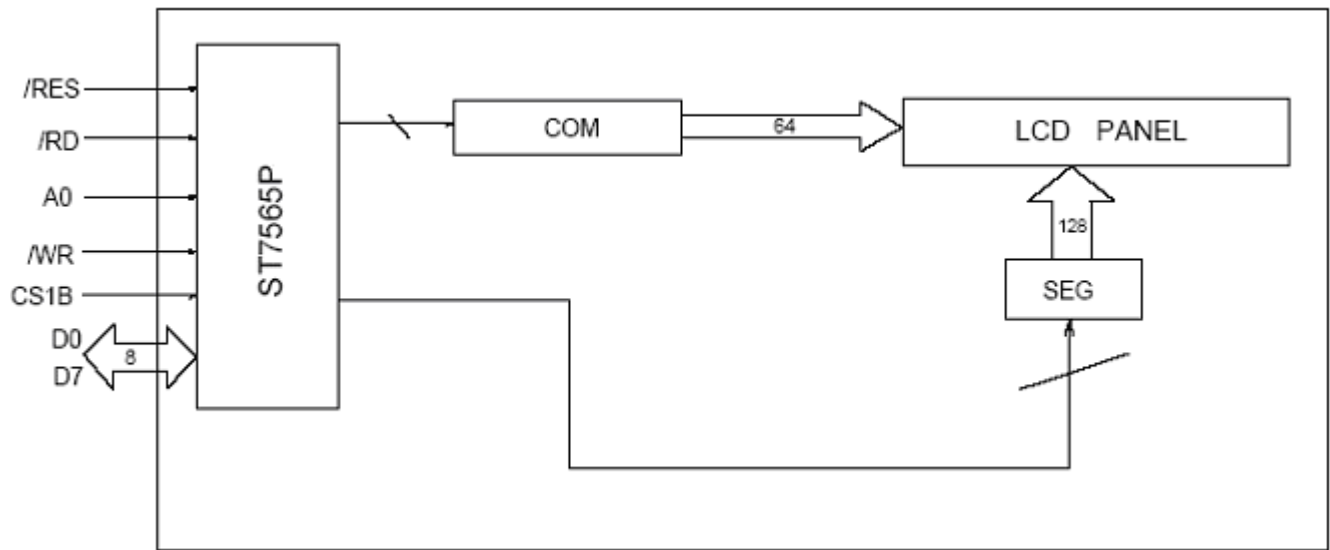 /RES
/RD
A0
/WR
CS1B
D0
D7
8
ST7565P
COM
64
LCD PANEL
128
SEG